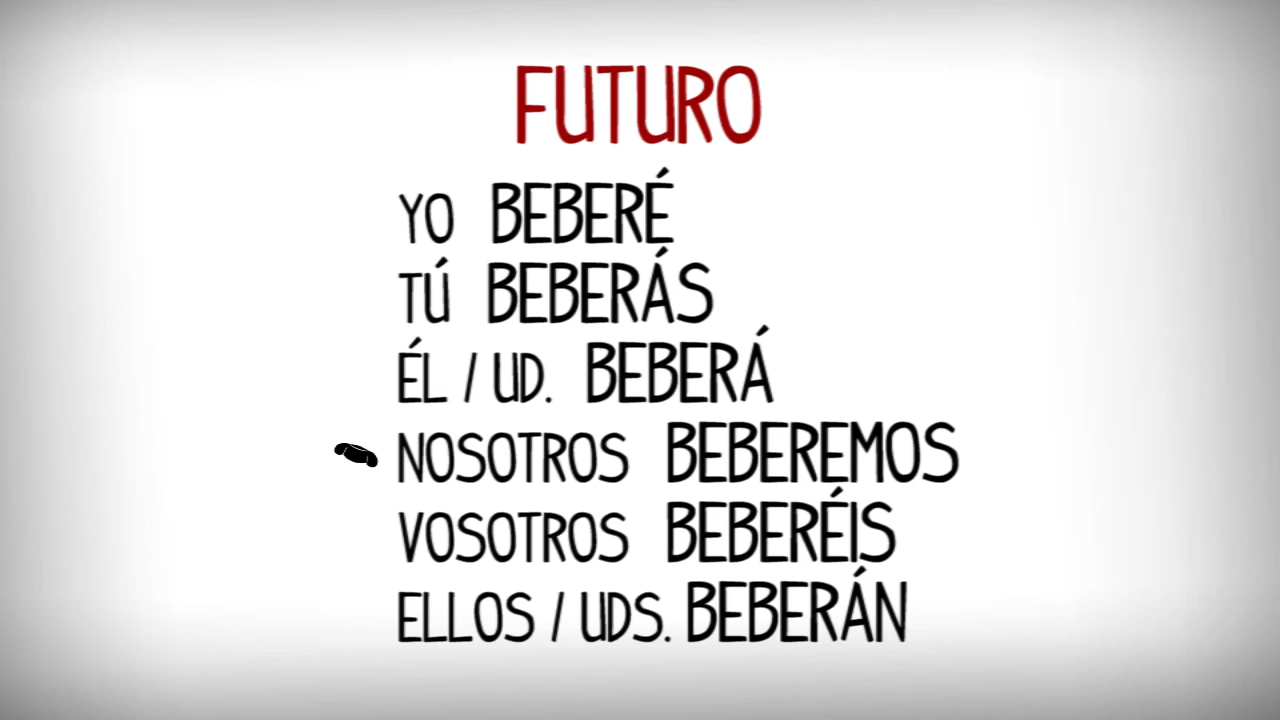 FUTURO
YO BEBERÉ
TÚ BEBERÁS
ÉL / UD. BEBERÁ
NOSOTROS BEBEREMOS
VOSOTROS BEBERÉIS
ELLOS / UDS. BEBERÁN